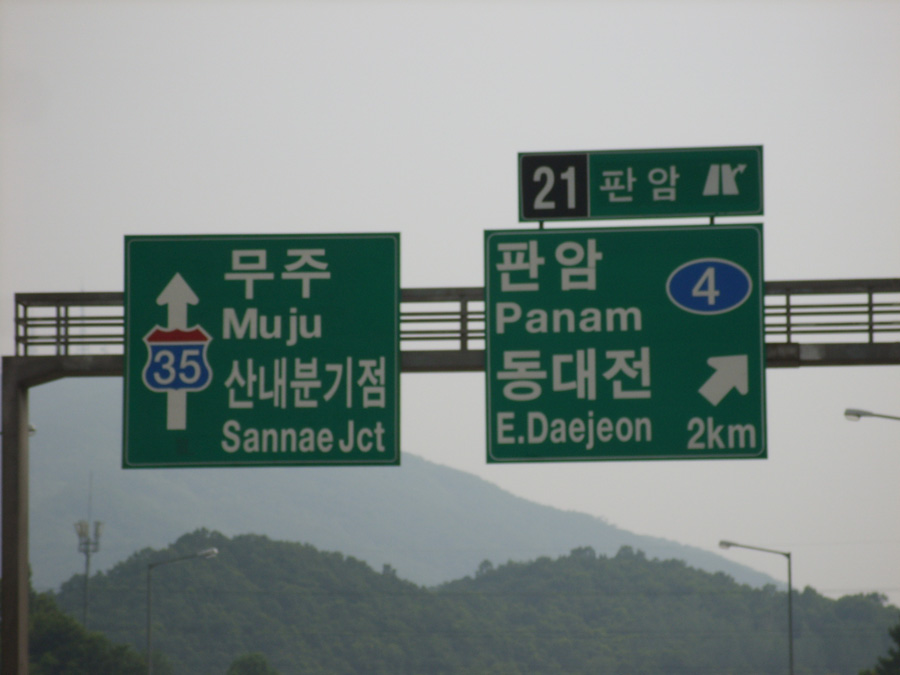 무주
Muju
35
산내분기점
Sannae Jct
21 판암
판암
4
Panam
동대전
E.Daejeon
2km